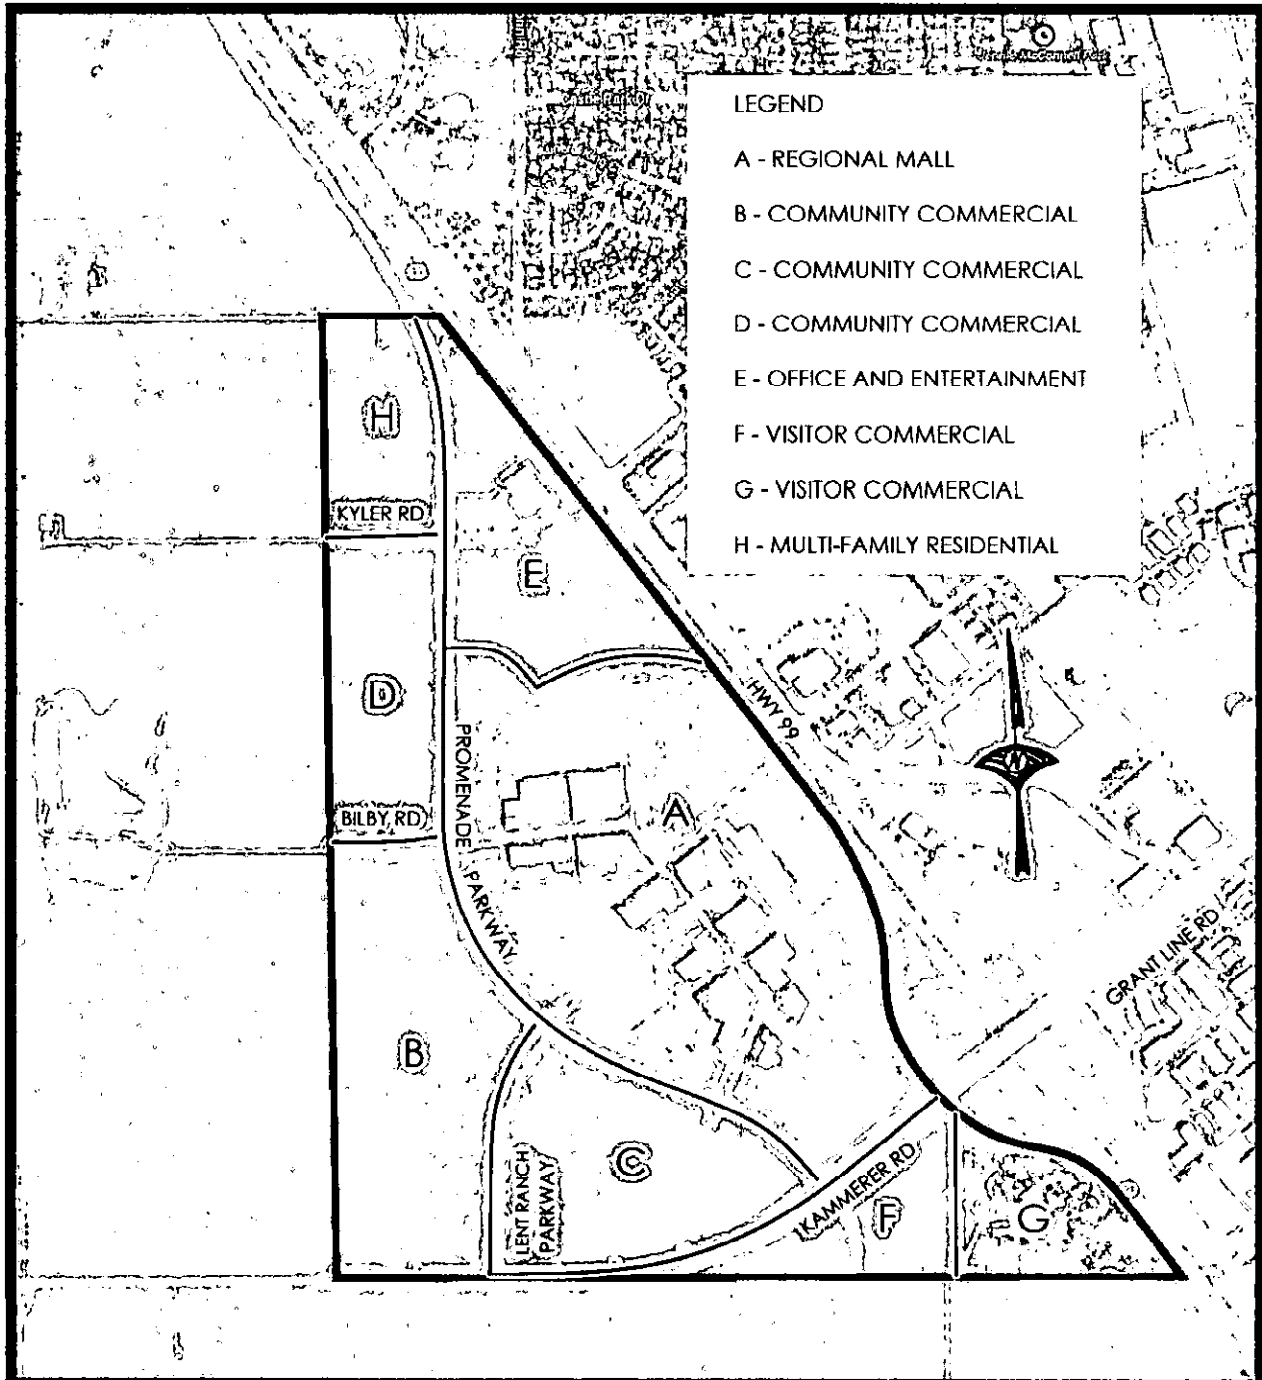 LEGEND
A - REGIONAL MALL
B - COMMUNITY COMMERCIAL
C - COMMUNITY COMMERCIAL
D - COMMUNITY COMMERCIAL
E - OFFICE AND ENTERTAINMENT
F - VISITOR COMMERCIAL
G - VISITOR COMMERCIAL
H - MULTI-FAMILY RESIDENTIAL
H
KYLER RD
E
D
HWY 99
PROMENADE PARKWAY
N
BILBY RD
A
GRANT LINE RD
B
C
LENT RANCH
PARKWAY
KAMMERER RD
F
G